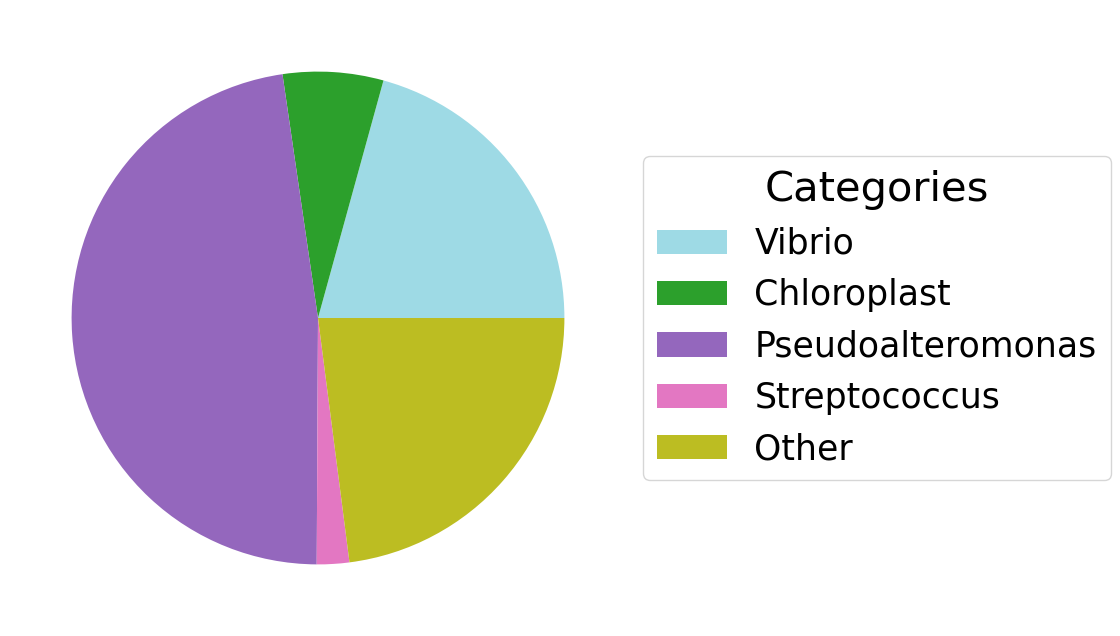 Categories
Vibrio
Chloroplast
Pseudoalteromonas
Streptococcus
Other